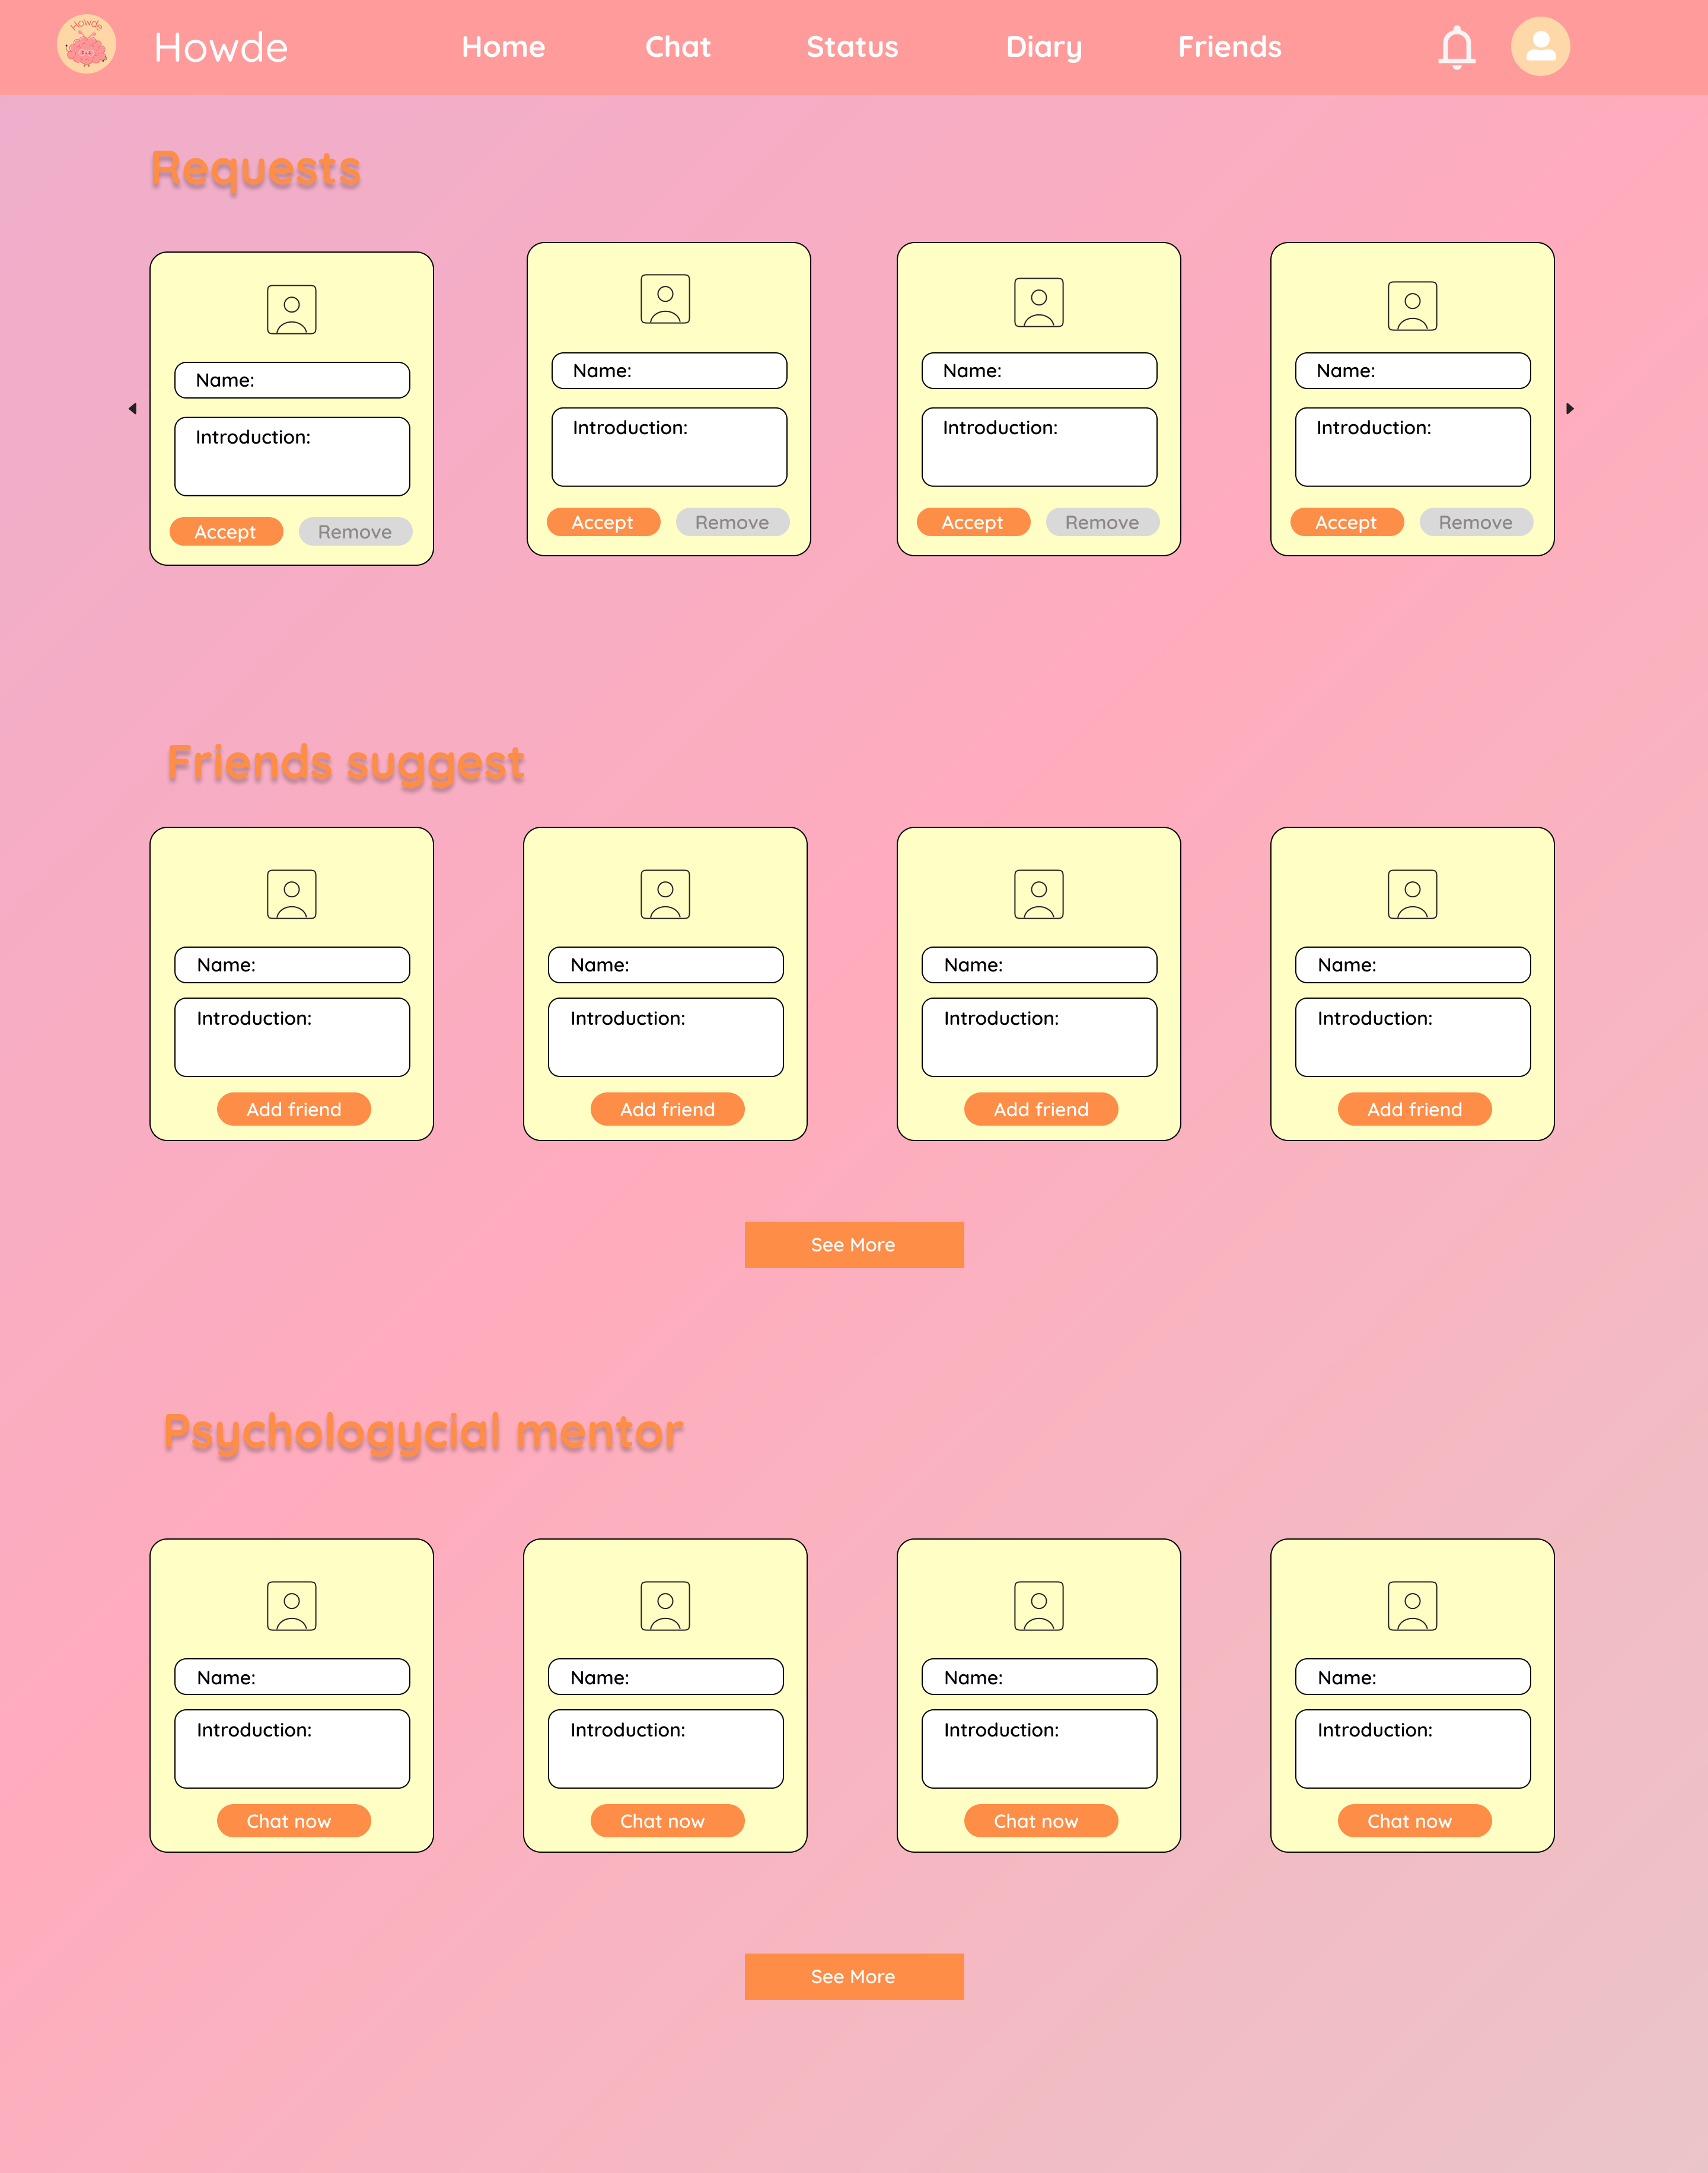 Howde
Howde
Home
Chat
Status
Diary
Friends
Requests
Name:
Introduction:
Accept
Remove
Name:
Introduction:
Accept
Remove
Name:
Introduction:
Accept
Remove
Name:
Introduction:
Accept
Remove
Friends suggest
Name:
Introduction:
Add friend
Name:
Introduction:
Add friend
Name:
Introduction:
Add friend
Name:
Introduction:
Add friend
See More
Psychologycial mentor
Name:
Introduction:
Chat now
Name:
Introduction:
Chat now
Name:
Introduction:
Chat now
Name:
Introduction:
Chat now
See More